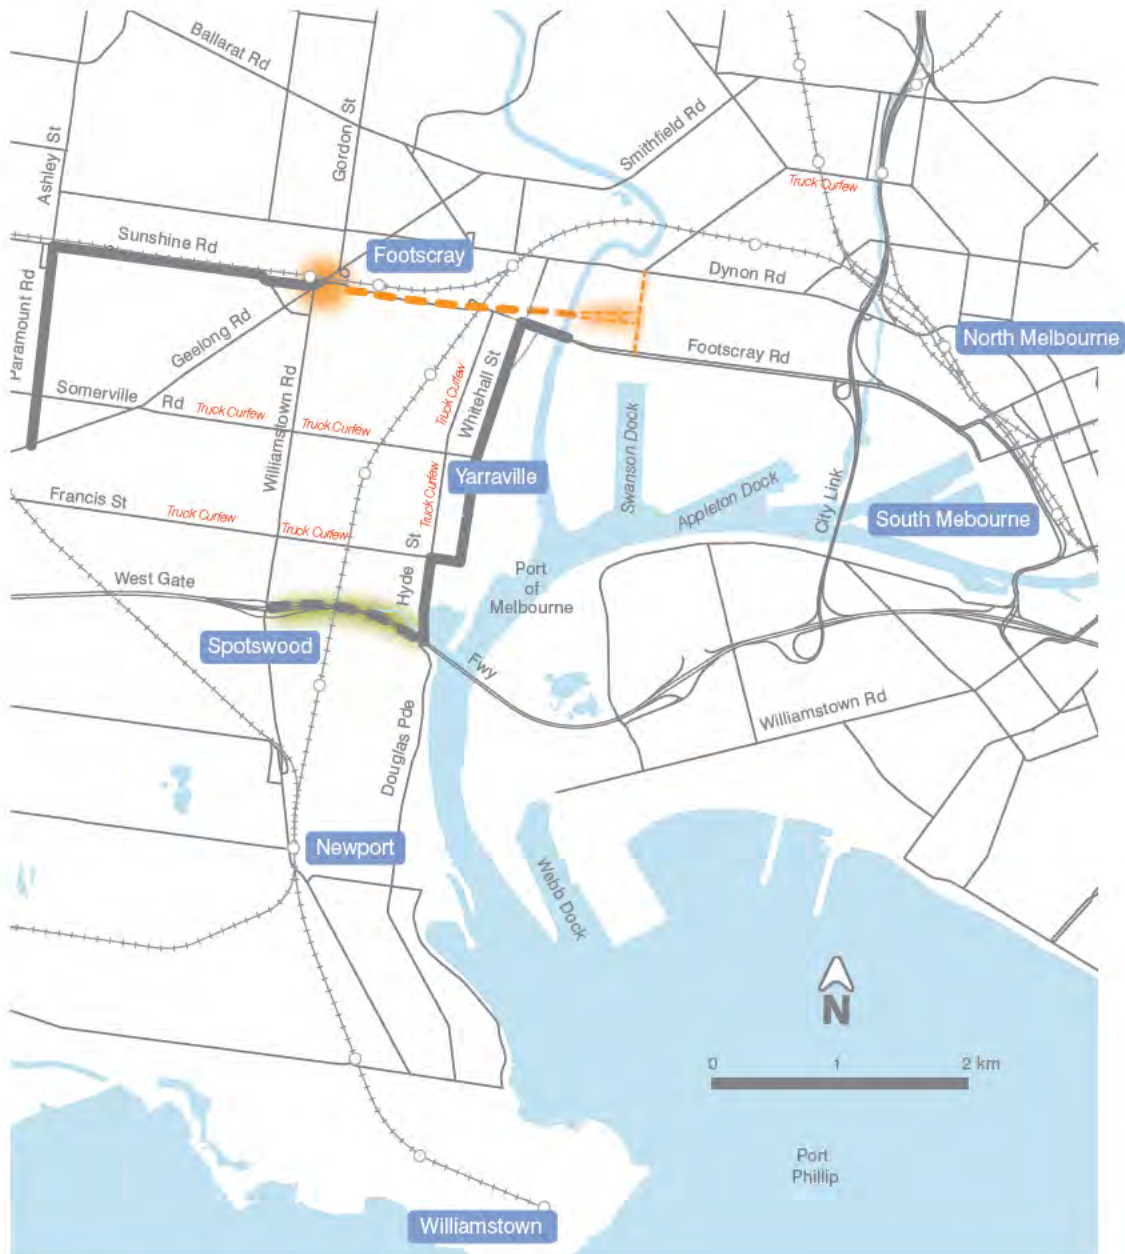 Ballarat Rd
Gordon St
Ashley St
Smithfield Rd
Truck Curfew
Sunshine Rd
Footscray
Dynon Rd
Paramount Rd
Geelong Rd
Footscray Rd
North Melbourne
Whitehall St
Truck Curfew
Somerville Rd
Truck Curfew
Truck Curfew
Williamstown Rd
Swanson Dock
Yarraville
Truck Curfew
Appleton Dock
City Link
South Mebourne
Francis St
Truck Curfew
Truck Curfew
Hyde St
West Gate
Port
of
Melbourne
Spotswood
Fwy
Williamstown Rd
Douglas Pde
Newport
Webb Dock
N
0 1 2 km
Port
Phillip
Williamstown